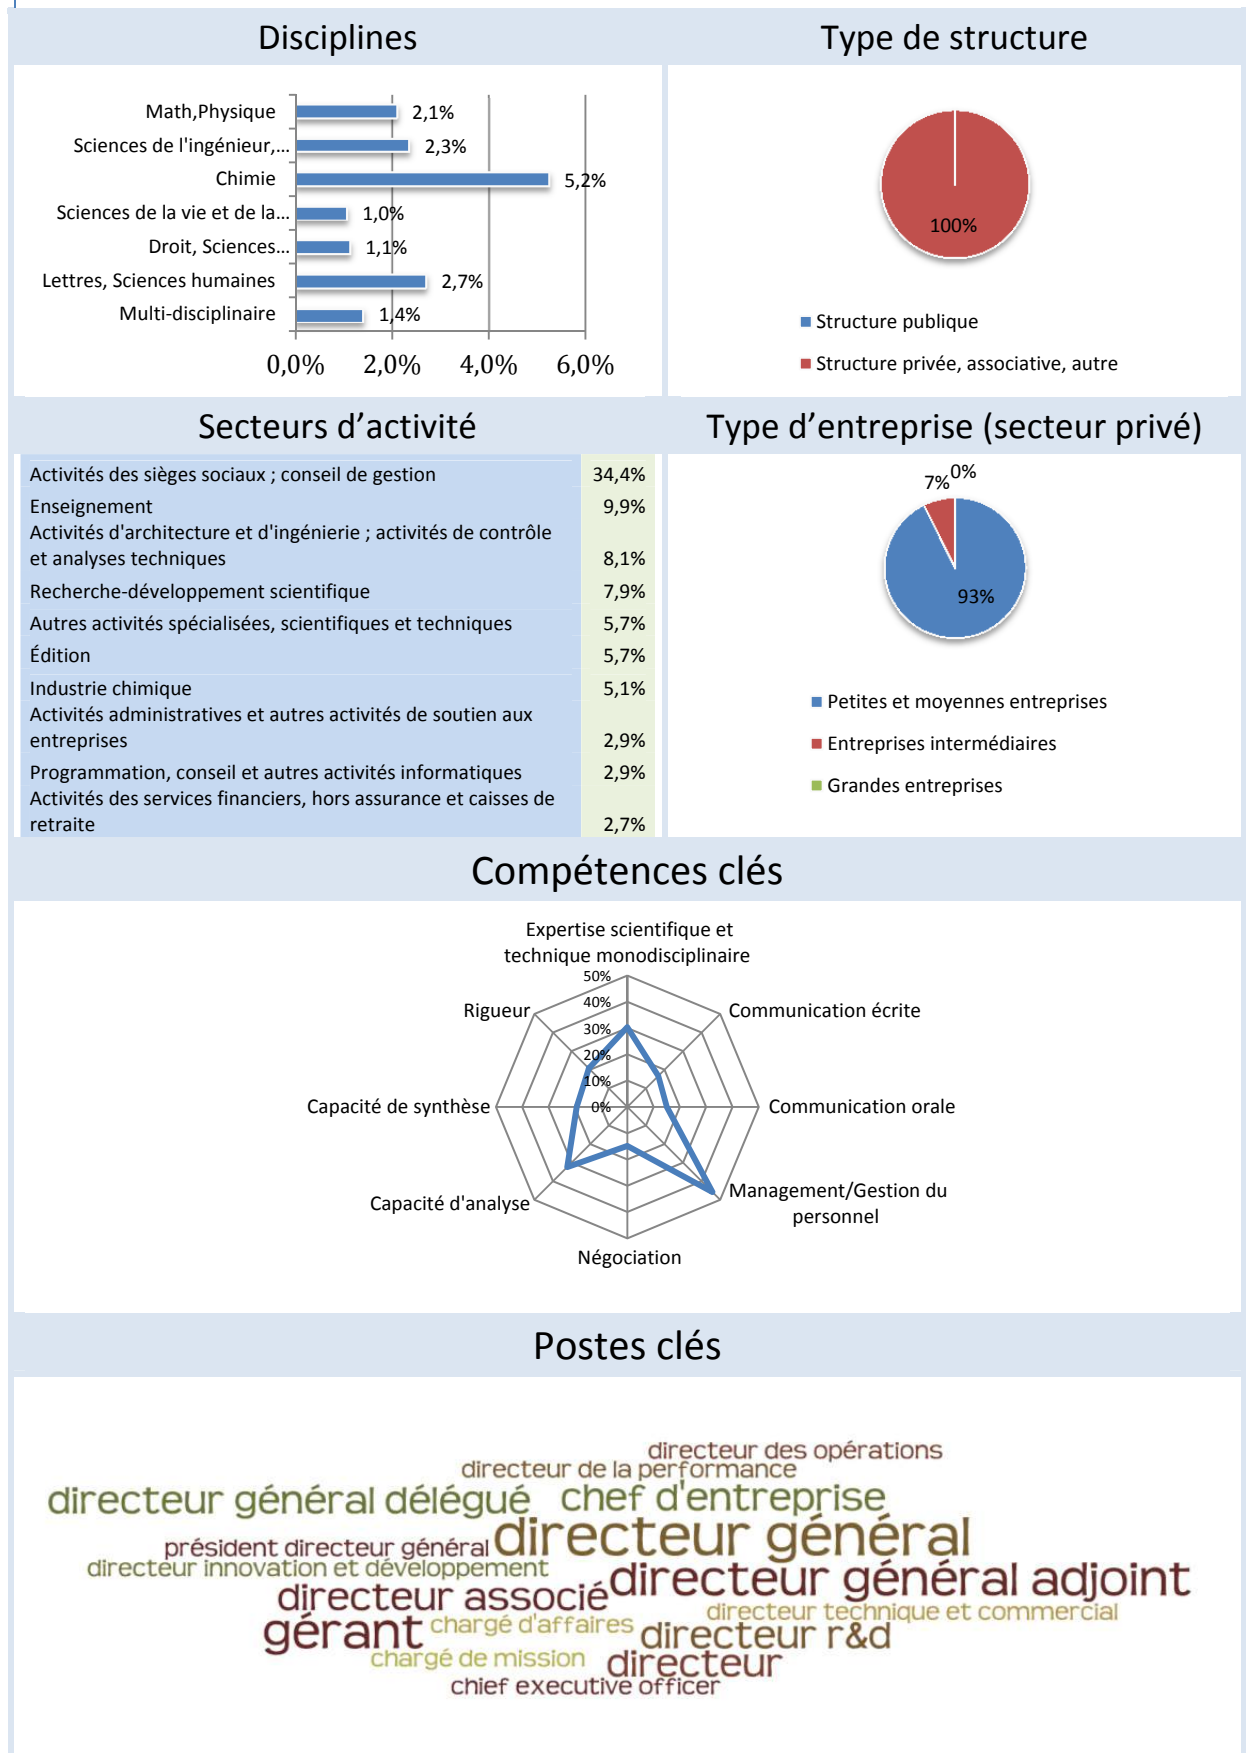 Disciplines
Math,Physique
2,1%
Sciences de l'ingénieur,...
2,3%
Chimie
5,2%
Sciences de la vie et de la...
1,0%
Droit, Sciences...
1,1%
Lettres, Sciences humaines
2,7%
Multi-disciplinaire
1,4%
0,0% 2,0% 4,0% 6,0%
Type de structure
100%
Structure publique
Structure privée, associative, autre
Secteurs d’activité
Activités des sièges sociaux ; conseil de gestion 34,4%
Enseignement 9,9%
Activités d'architecture et d'ingénierie ; activités de contrôle
et analyses techniques 8,1%
Recherche-développement scientifique 7,9%
Autres activités spécialisées, scientifiques et techniques 5,7%
Édition 5,7%
Industrie chimique 5,1%
Activités administratives et autres activités de soutien aux
entreprises 2,9%
Programmation, conseil et autres activités informatiques 2,9%
Activités des services financiers, hors assurance et caisses de
retraite 2,7%
Type d’entreprise (secteur privé)
7% 0%
93%
Petites et moyennes entreprises
Entreprises intermédiaires
Grandes entreprises
Compétences clés
Expertise scientifique et
technique monodisciplinaire
50%
40%
30%
20%
10%
0%
Communication écrite
Communication orale
Management/Gestion du
personnel
Négociation
Capacité d'analyse
Capacité de synthèse
Rigueur
Postes clés
directeur des opérations
directeur de la performance
directeur général délégué chef d'entreprise
directeur général
président directeur général
directeur innovation et développement
directeur général adjoint
directeur associé
directeur technique et commercial
gérant chargé d'affaires directeur r&d
chargé de mission directeur
chief executive officer